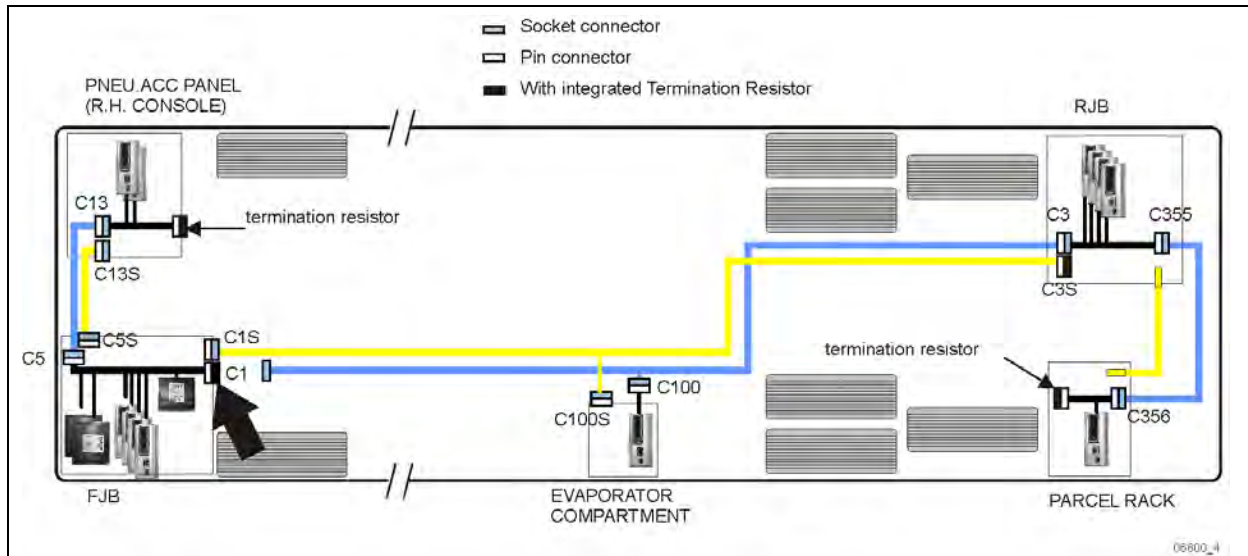 Socket connector
Pin connector
With integrated Termination Resistor
PNEU.ACC PANEL
(R.H. CONSOLE)
RJB
C13
termination resistor
C13S
C3
C355
C3S
C5
C5S
C1S
C1
C100
C100S
termination resistor
C356
FJB
EVAPORATOR
COMPARTMENT
PARCEL RACK
06600_4